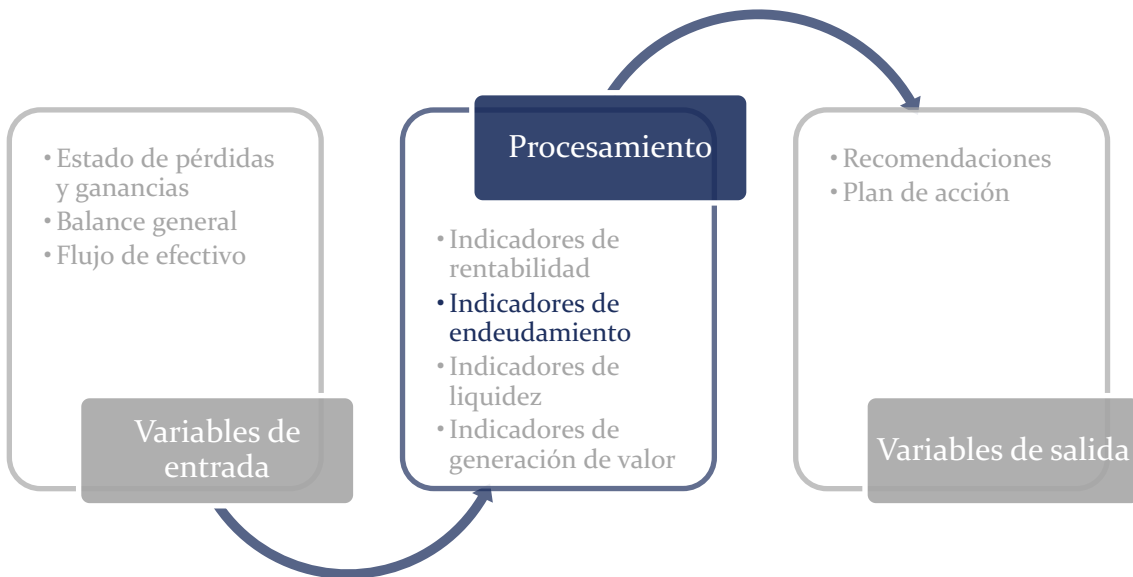 • Estado de pérdidas
y ganancias
• Balance general
• Flujo de efectivo
Variables de
entrada
Procesamiento
• Indicadores de
rentabilidad
• Indicadores de
endeudamiento
• Indicadores de
liquidez
• Indicadores de
generación de valor
• Recomendaciones
• Plan de acción
Variables de salida